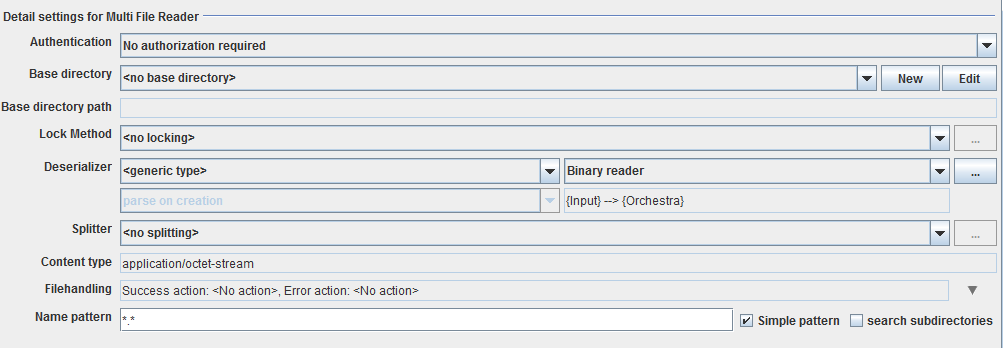 Detail settings for Multi File Reader
Authentication No authorization required
Base directory <no base directory> New Edit
Base directory path
Lock Method <no locking> ...
Deserializer <generic type> Binary reader ...
parse on creation {Input} --> {Orchestra}
Splitter <no splitting> ...
Content type application/octet-stream
Filehandling Success action: <No action>, Error action: <No action>
Name pattern *.* Simple pattern search subdirectories